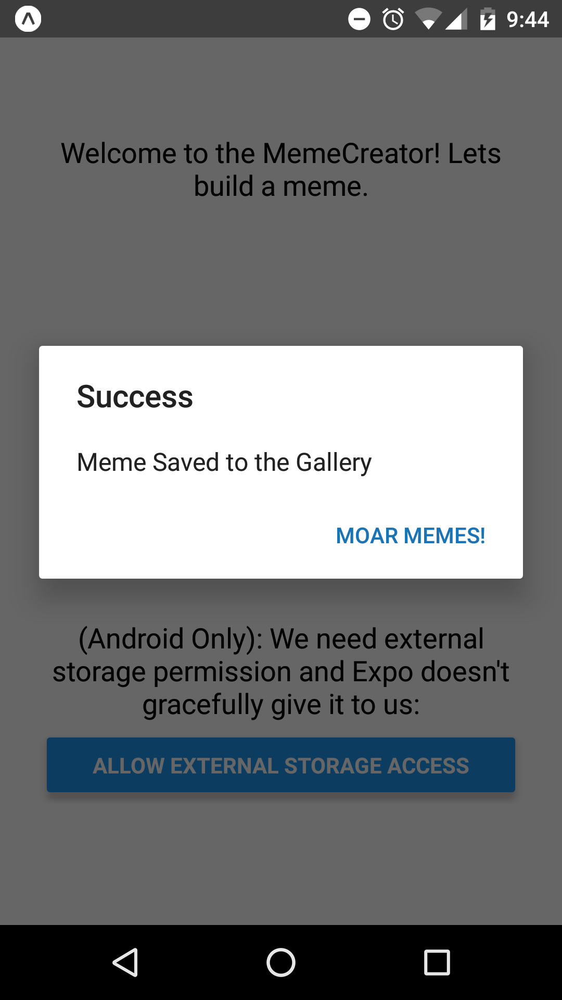 9:44
Welcome to the MemeCreator! Lets
build a meme.
Success
Meme Saved to the Gallery
MOAR MEMES!
(Android Only): We need external
storage permission and Expo doesn't
gracefully give it to us:
ALLOW EXTERNAL STORAGE ACCESS